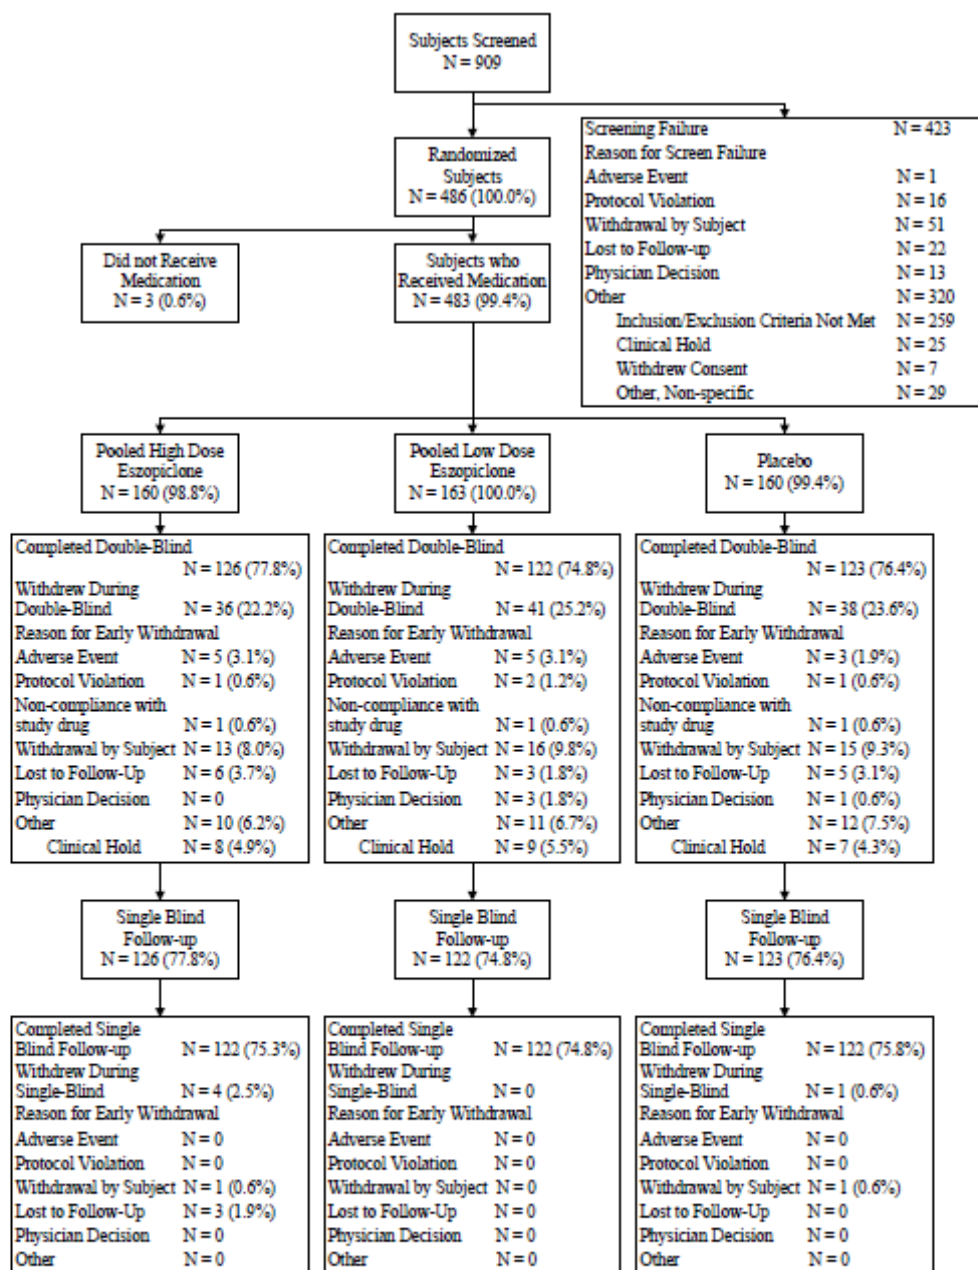 Subjects Screened
N = 909
Screening Failure N = 423
Reason for Screen Failure
Adverse Event N = 1
Protocol Violation N = 16
Withdrawal by Subject N = 51
Lost to Follow-up N = 22
Physician Decision N = 13
Other N = 320
Inclusion/Exclusion Criteria Not Met N = 259
Clinical Hold N = 25
Withdrew Consent N = 7
Other, Non-specific N = 29
Randomized
Subjects
N = 486 (100.0%)
Did not Receive
Medication
N = 3 (0.6%)
Subjects who
Received Medication
N = 483 (99.4%)
Pooled High Dose
Eszopiclone
N = 160 (98.8%)
Pooled Low Dose
Eszopiclone
N = 163 (100.0%)
Placebo
N = 160 (99.4%)
Completed Double-Blind
N = 126 (77.8%)
Withdrew During
Double-Blind N = 36 (22.2%)
Reason for Early Withdrawal
Adverse Event N = 5 (3.1%)
Protocol Violation N = 1 (0.6%)
Non-compliance with
study drug N = 1 (0.6%)
Withdrawal by Subject N = 13 (8.0%)
Lost to Follow-Up N = 6 (3.7%)
Physician Decision N = 0
Other N = 10 (6.2%)
Clinical Hold N = 8 (4.9%)
Completed Double-Blind
N = 122 (74.8%)
Withdrew During
Double-Blind N = 41 (25.2%)
Reason for Early Withdrawal
Adverse Event N = 5 (3.1%)
Protocol Violation N = 2 (1.2%)
Non-compliance with
study drug N = 1 (0.6%)
Withdrawal by Subject N = 16 (9.8%)
Lost to Follow-Up N = 3 (1.8%)
Physician Decision N = 3 (1.8%)
Other N = 11 (6.7%)
Clinical Hold N = 9 (5.5%)
Completed Double-Blind
N = 123 (76.4%)
Withdrew During
Double-Blind N = 38 (23.6%)
Reason for Early Withdrawal
Adverse Event N = 3 (1.9%)
Protocol Violation N = 1 (0.6%)
Non-compliance with
study drug N = 1 (0.6%)
Withdrawal by Subject N = 15 (9.3%)
Lost to Follow-Up N = 5 (3.1%)
Physician Decision N = 1 (0.6%)
Other N = 12 (7.5%)
Clinical Hold N = 7 (4.3%)
Single Blind
Follow-up
N = 126 (77.8%)
Single Blind
Follow-up
N = 122 (74.8%)
Single Blind
Follow-up
N = 123 (76.4%)
Completed Single
Blind Follow-up N = 122 (75.3%)
Withdrew During
Single-Blind N = 4 (2.5%)
Reason for Early Withdrawal
Adverse Event N = 0
Protocol Violation N = 0
Withdrawal by Subject N = 1 (0.6%)
Lost to Follow-Up N = 3 (1.9%)
Physician Decision N = 0
Other N = 0
Completed Single
Blind Follow-up N = 122 (74.8%)
Withdrew During
Single-Blind N = 0
Reason for Early Withdrawal
Adverse Event N = 0
Protocol Violation N = 0
Withdrawal by Subject N = 0
Lost to Follow-Up N = 0
Physician Decision N = 0
Other N = 0
Completed Single
Blind Follow-up N = 122 (75.8%)
Withdrew During
Single-Blind N = 1 (0.6%)
Reason for Early Withdrawal
Adverse Event N = 0
Protocol Violation N = 0
Withdrawal by Subject N = 1 (0.6%)
Lost to Follow-Up N = 0
Physician Decision N = 0
Other N = 0